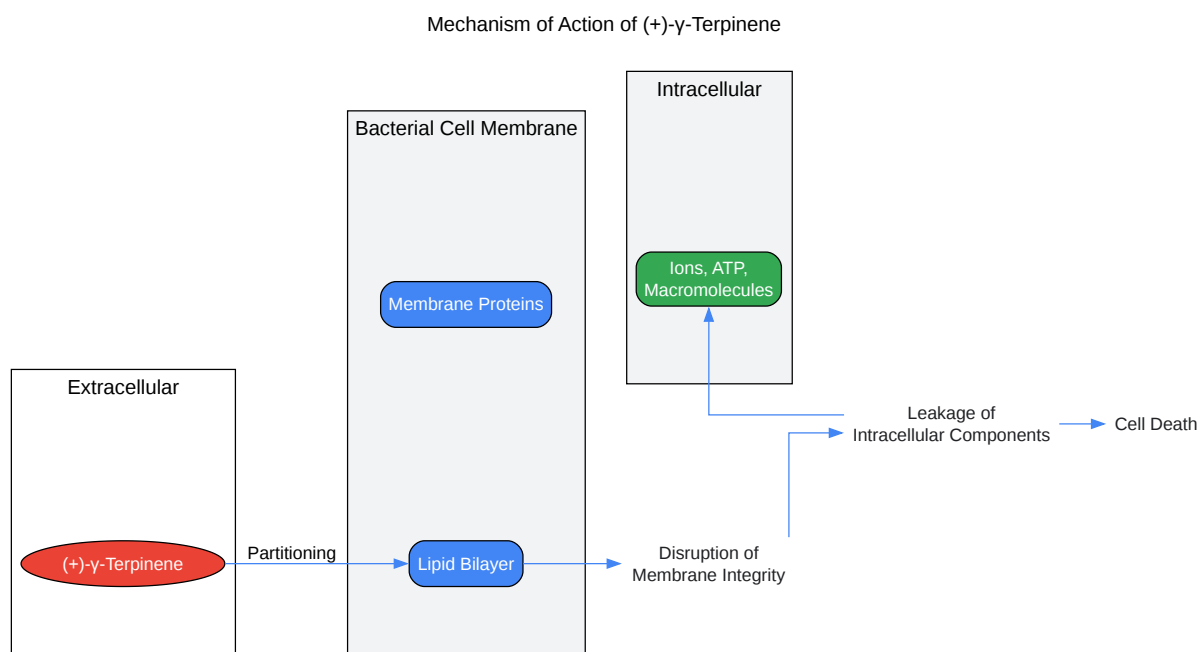 Mechanism of Action of (+)-γ-Terpinene
Intracellular
Bacterial Cell Membrane
Ions, ATP,
Macromolecules
Membrane Proteins
Extracellular
Leakage of
Intracellular Components
Cell Death
(+)-γ-Terpinene
Partitioning
Lipid Bilayer
Disruption of
Membrane Integrity